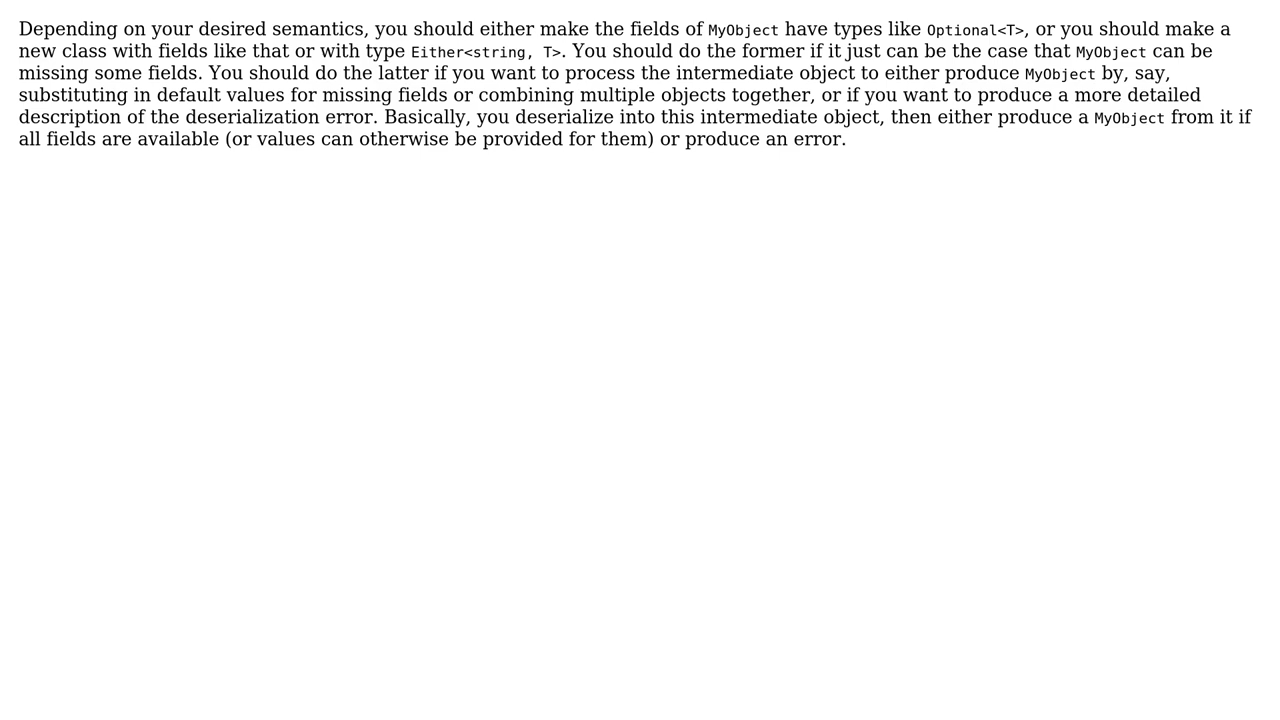 Depending on your desired semantics, you should either make the fields of MyObject have types like Optional<T>, or you should make a
new class with fields like that or with type Either<string, T>. You should do the former if it just can be the case that MyObject can be
missing some fields. You should do the latter if you want to process the intermediate object to either produce MyObject by, say,
substituting in default values for missing fields or combining multiple objects together, or if you want to produce a more detailed
description of the deserialization error. Basically, you deserialize into this intermediate object, then either produce a MyObject from it if
all fields are available (or values can otherwise be provided for them) or produce an error.